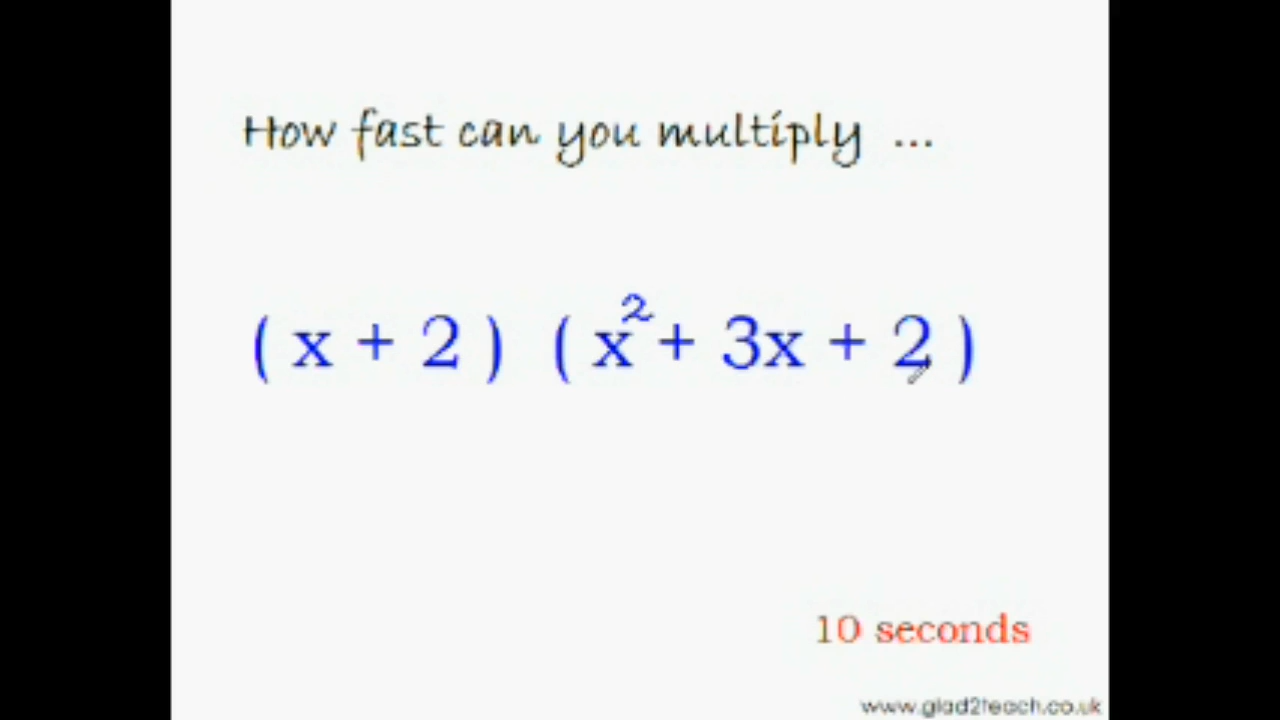 How fast can you multiply ...
( x + 2 ) ( x² + 3x + 2 )
10 seconds
www.glad2teach.co.uk